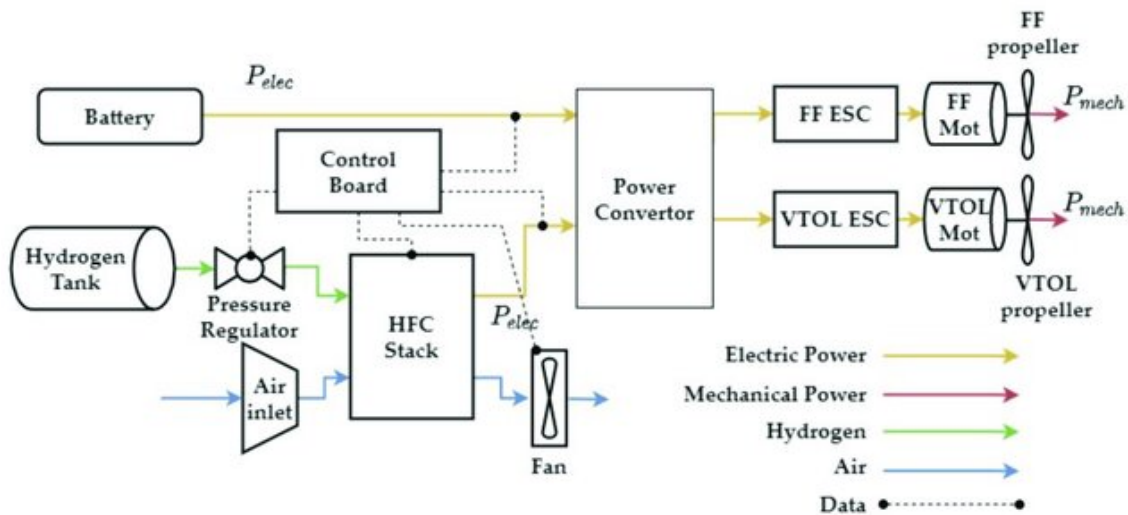 FF
propeller
P_elec
P_mech
Battery
FF ESC
FF
Mot
Control
Board
Power
Convertor
P_mech
VTOL ESC
VTOL
Mot
Hydrogen
Tank
VTOL
propeller
Pressure
Regulator
HFC
Stack
P_elec
Electric Power
Air
inlet
Mechanical Power
Hydrogen
Fan
Air
Data